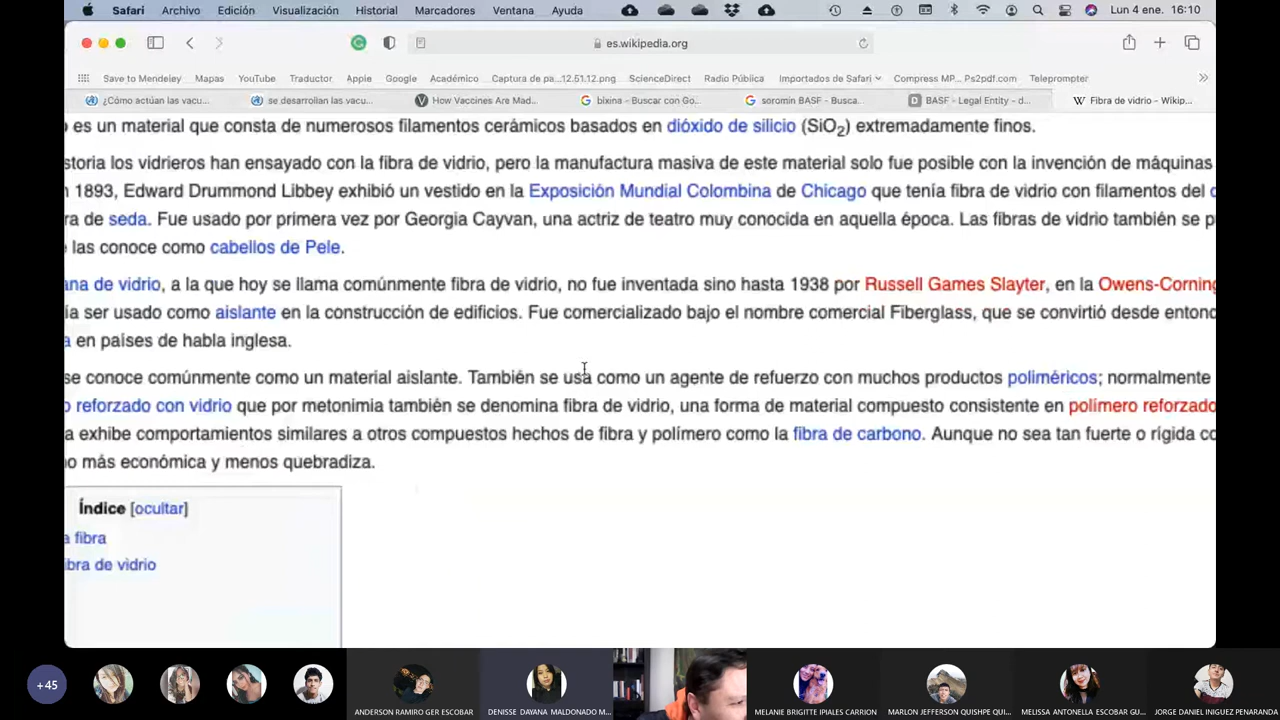 Safari Archivo Edición Visualización Historial Marcadores Ventana Ayuda Lun 4 ene. 16:10
es.wikipedia.org
Save to Mendeley Mapas YouTube Traductor Apple Google Académico Captura de pa...12.51.12.png ScienceDirect Radio Pública Importados de Safari Compress MP... Ps2pdf.com Teleprompter
¿Cómo actúan las vacu... se desarrollan las vacu... How Vaccines Are Mad... bixina - Buscar con Go... soromin BASF - Busca... BASF - Legal Entity - d... Fibra de vidrio - Wikip...
o es un material que consta de numerosos filamentos cerámicos basados en dióxido de silicio (SiO2) extremadamente finos.
istoria los vidrieros han ensayado con la fibra de vidrio, pero la manufactura masiva de este material solo fue posible con la invención de máquinas
n 1893, Edward Drummond Libbey exhibió un vestido en la Exposición Mundial Colombina de Chicago que tenía fibra de vidrio con filamentos del
ra de seda. Fue usado por primera vez por Georgia Cayvan, una actriz de teatro muy conocida en aquella época. Las fibras de vidrio también se p
e las conoce como cabellos de Pele.
ana de vidrio, a la que hoy se llama comúnmente fibra de vidrio, no fue inventada sino hasta 1938 por Russell Games Slayter, en la Owens-Corning
ía ser usado como aislante en la construcción de edificios. Fue comercializado bajo el nombre comercial Fiberglass, que se convirtió desde entonc
a en países de habla inglesa.
se conoce comúnmente como un material aislante. También se usa como un agente de refuerzo con muchos productos poliméricos; normalmente
o reforzado con vidrio que por metonimia también se denomina fibra de vidrio, una forma de material compuesto consistente en polímero reforzado
a exhibe comportamientos similares a otros compuestos hechos de fibra y polímero como la fibra de carbono. Aunque no sea tan fuerte o rígida co
no más económica y menos quebradiza.
Índice [ocultar]
a fibra
ibra de vidrio
+45
ANDERSON RAMIRO GER ESCOBAR DENISSE DAYANA MALDONADO M... MELANIE BRIGITTE IPIALES CARRION MARLON JEFFERSON QUISHPE QUI... MELISSA ANTONELLA ESCOBAR GU... JORGE DANIEL INIGUEZ PENARANDA